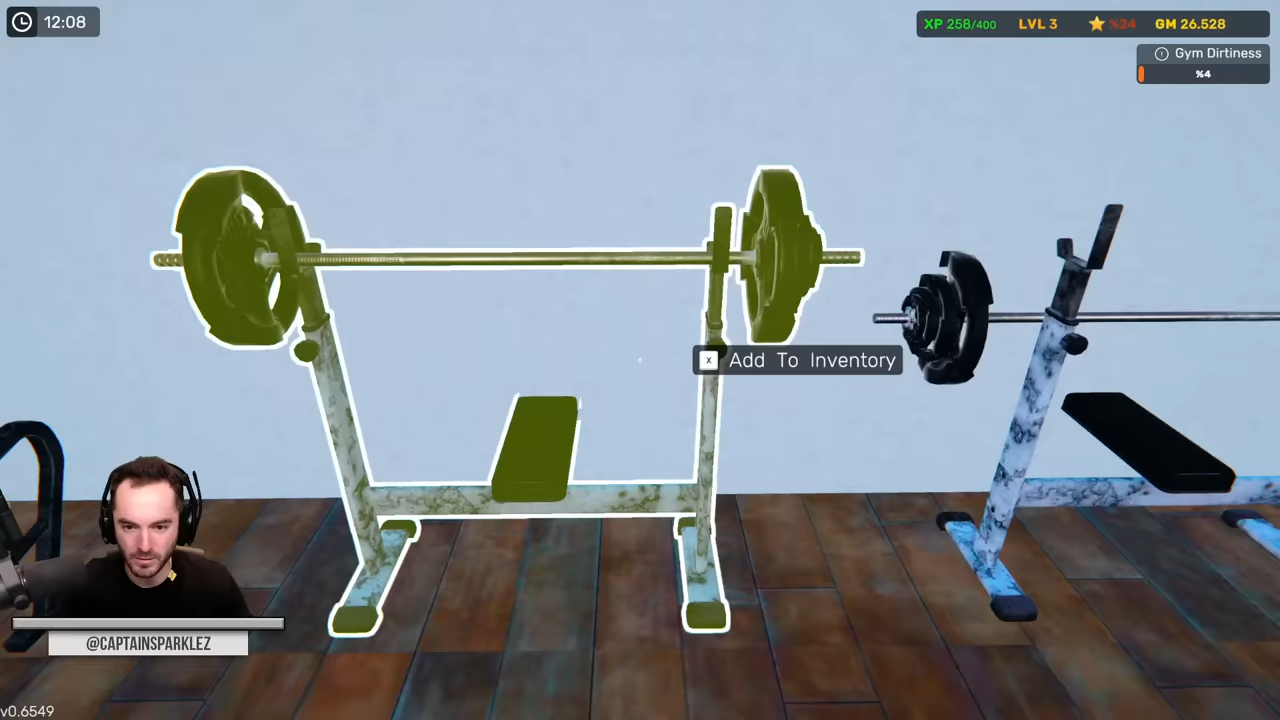 12:08
XP 258/400 LVL 3 %24 GM 26.528
Gym Dirtiness
%4
x Add To Inventory
@CAPTAINSPARKLEZ
v0.6549